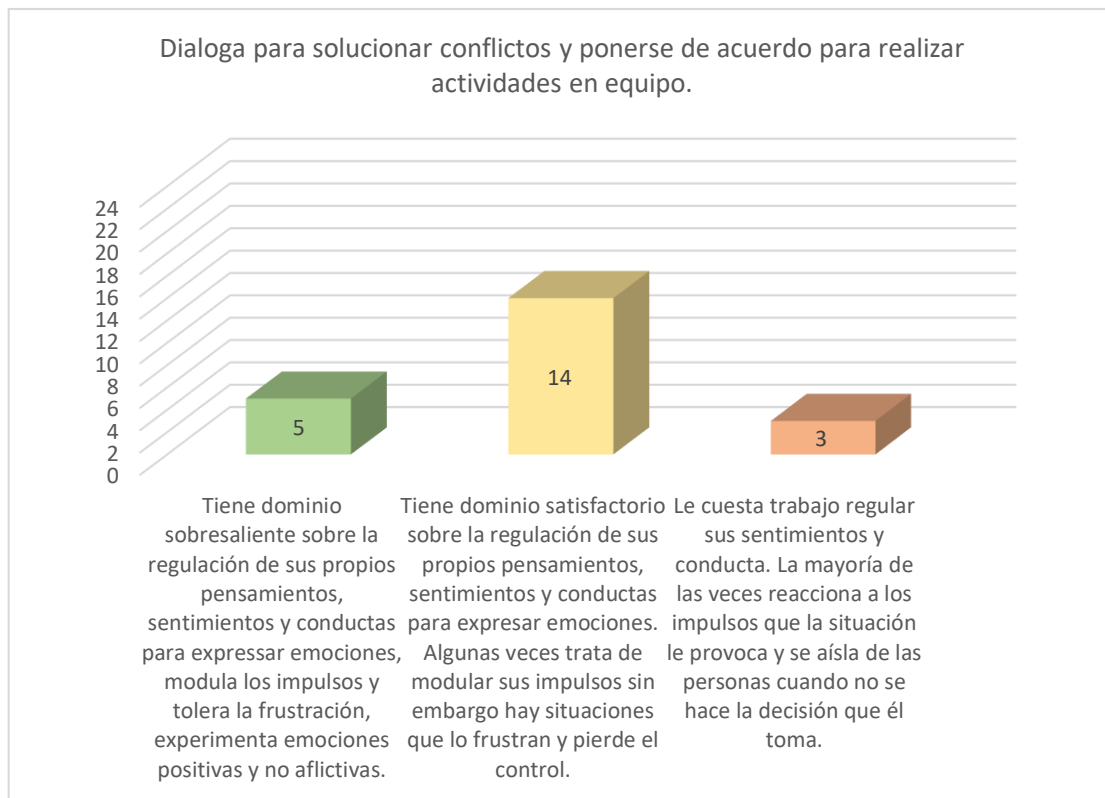 Dialoga para solucionar conflictos y ponerse de acuerdo para realizar
actividades en equipo.
24
22
20
18
16
14
12
10
8
6
4
2
0
5
14
3
Tiene dominio
sobresaliente sobre la
regulación de sus propios
pensamientos,
sentimientos y conductas
para expressar emociones,
modula los impulsos y
tolera la frustración,
experimenta emociones
positivas y no aflictivas.
Tiene dominio satisfactorio
sobre la regulación de sus
propios pensamientos,
sentimientos y conductas
para expresar emociones.
Algunas veces trata de
modular sus impulsos sin
embargo hay situaciones
que lo frustran y pierde el
control.
Le cuesta trabajo regular
sus sentimientos y
conducta. La mayoría de
las veces reacciona a los
impulsos que la situación
le provoca y se aísla de las
personas cuando no se
hace la decisión que él
toma.